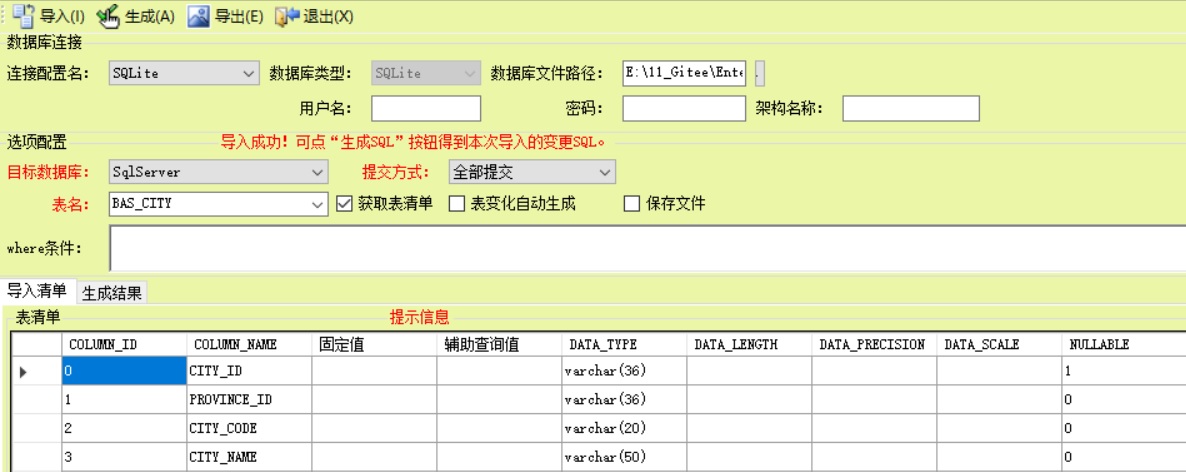 导入(I) 生成(A) 导出(E) 退出(X)
数据库连接
连接配置名: SQLite 数据库类型: SQLite 数据库文件路径: E:\11_Gitee\Ente .
用户名: 密码: 架构名称:
选项配置 导入成功!可点“生成SQL”按钮得到本次导入的变更SQL。
目标数据库: SqlServer 提交方式: 全部提交
表名: BAS_CITY 获取表清单 表变化自动生成 保存文件
where条件:
导入清单 生成结果
表清单 提示信息
COLUMN_ID COLUMN_NAME 固定值 辅助查询值 DATA_TYPE DATA_LENGTH DATA_PRECISION DATA_SCALE NULLABLE
0 CITY_ID varchar(36) 1
1 PROVINCE_ID varchar(36) 0
2 CITY_CODE varchar(20) 0
3 CITY_NAME varchar(50) 0